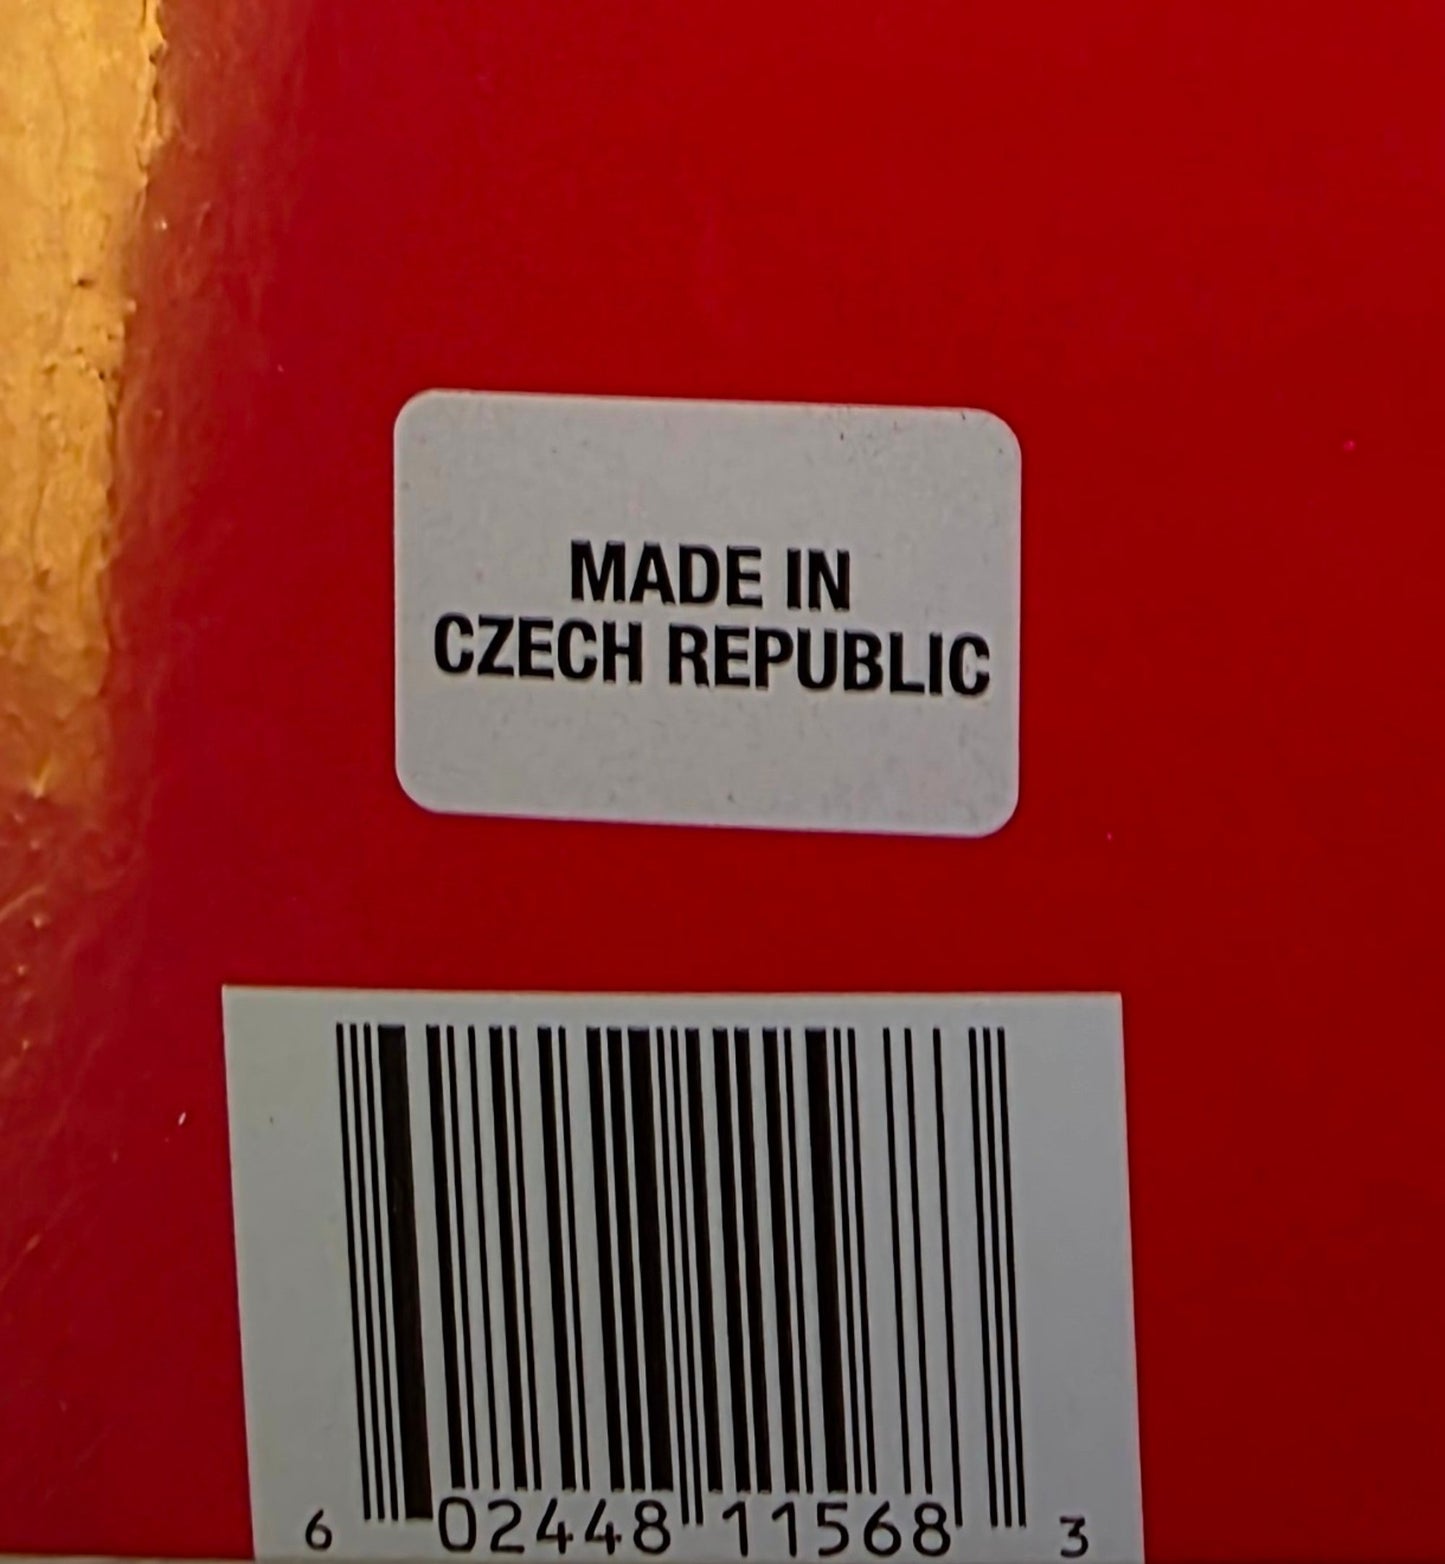 MADE IN
CZECH REPUBLIC
6 02448 11568 3